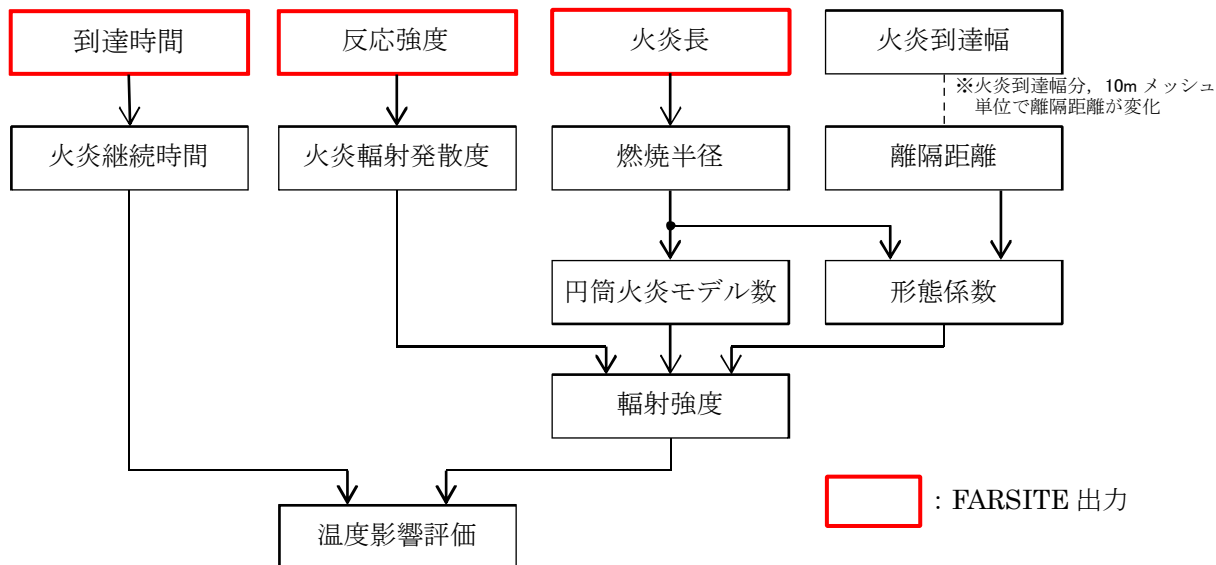 到達時間
反応強度
火炎長
火炎到達幅
※火炎到達幅分，10m メッシュ
単位で離隔距離が変化
火炎継続時間
火炎輻射発散度
燃焼半径
離隔距離
円筒火炎モデル数
形態係数
輻射強度
：FARSITE 出力
温度影響評価